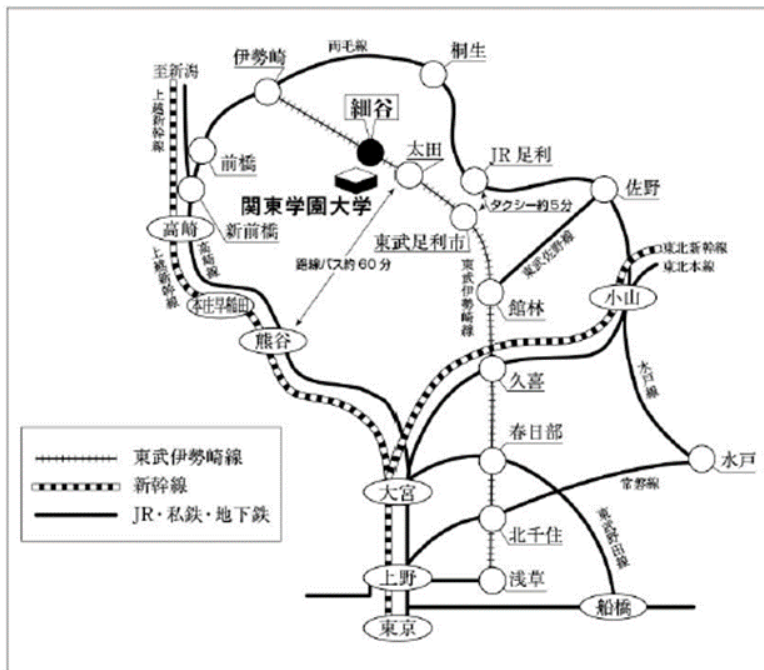 両毛線
桐生
伊勢崎
至新潟
上越新幹線
細谷
太田
JR足利
前橋
佐野
関東学園大学
タクシー約5分
新前橋
高崎
東武足利市
高崎線
路線バス約60分
東武佐野線
東北新幹線
東北本線
上越新幹線
東武伊勢崎線
小山
本庄早稲田
館林
熊谷
久喜
水戸線
春日部
東武伊勢崎線
水戸
新幹線
大宮
常磐線
JR・私鉄・地下鉄
北千住
東武野田線
上野
浅草
船橋
東京